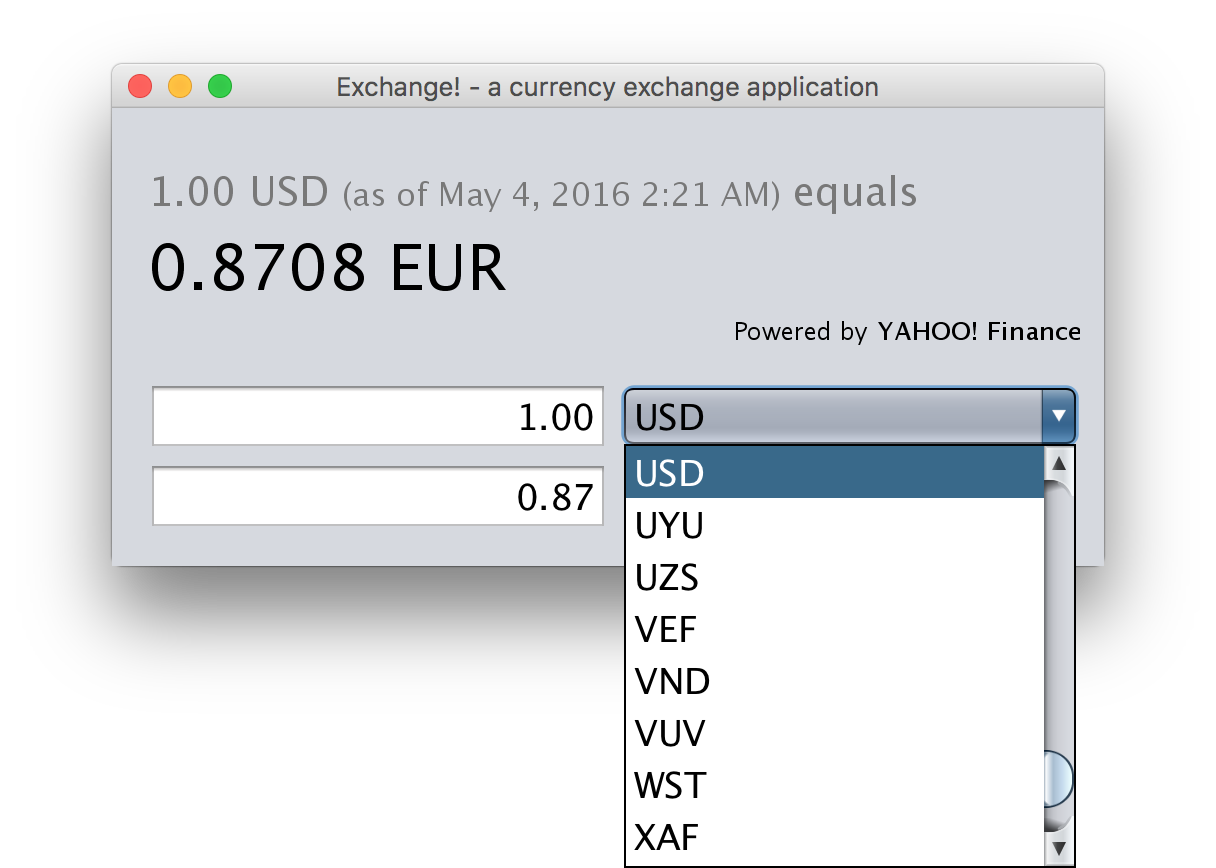 Exchange! - a currency exchange application
1.00 USD (as of May 4, 2016 2:21 AM) equals
0.8708 EUR
Powered by YAHOO! Finance
1.00 USD
0.87
USD
UYU
UZS
VEF
VND
VUV
WST
XAF